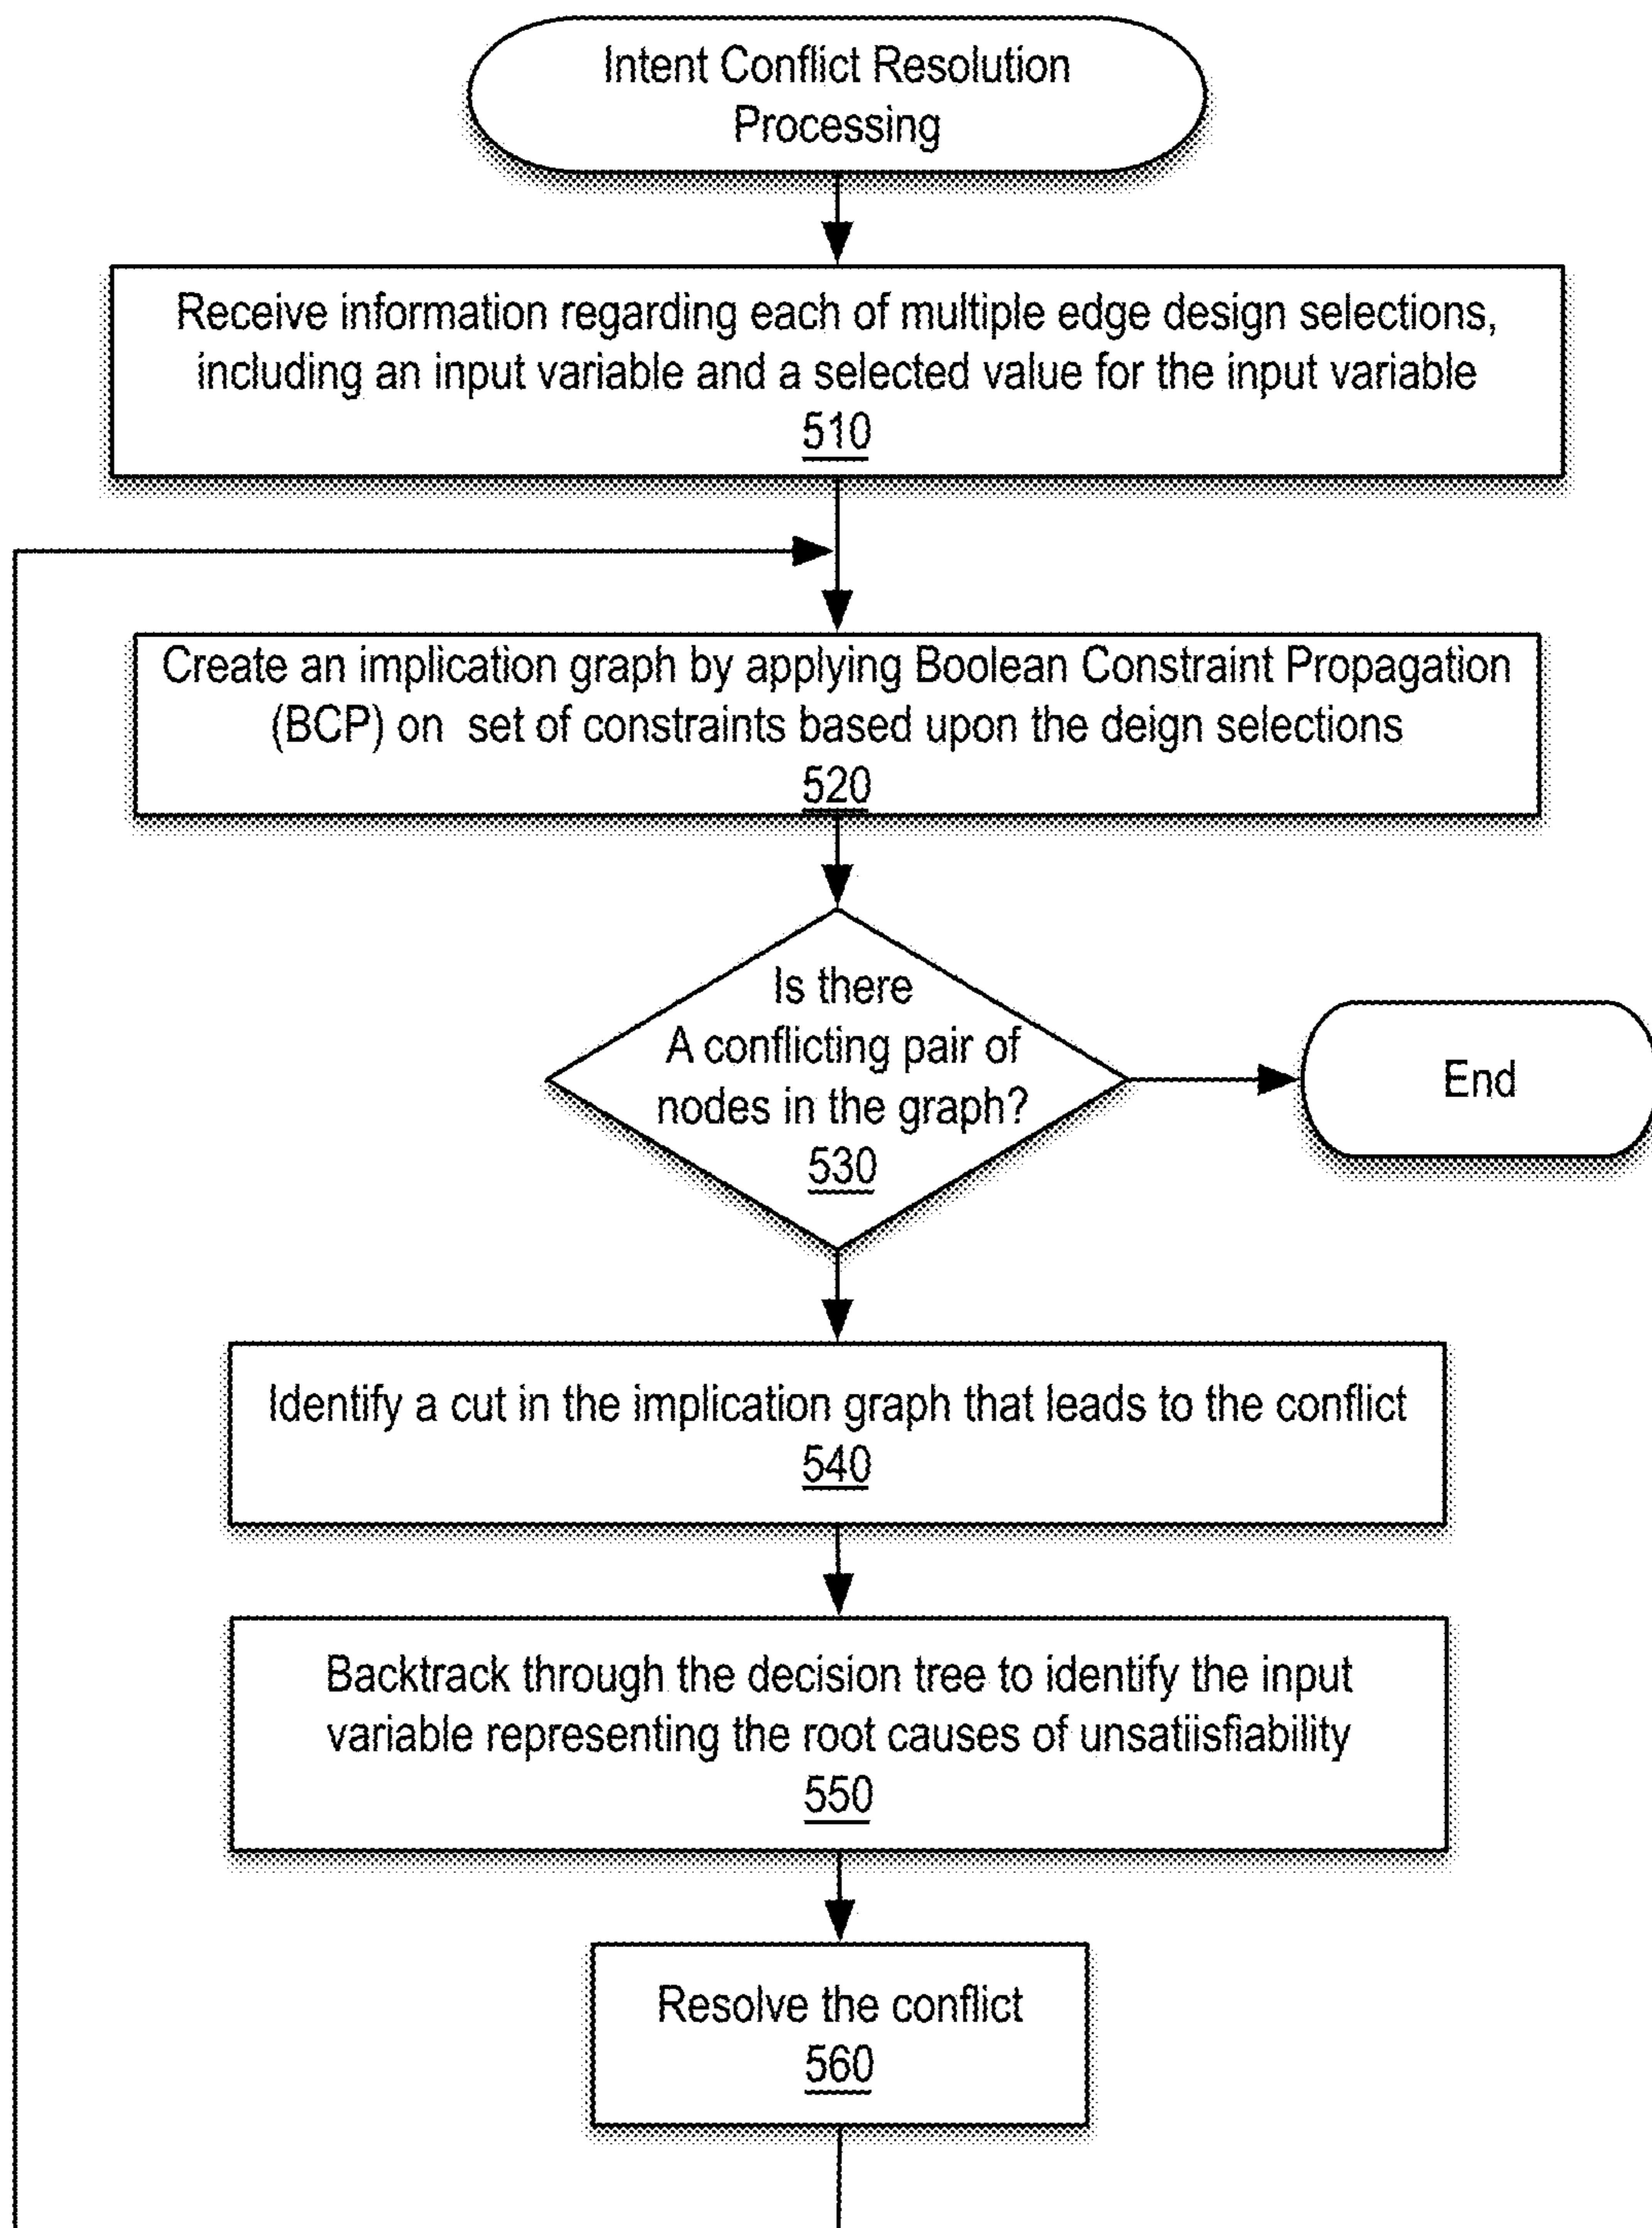 Intent Conflict Resolution
Processing
Receive information regarding each of multiple edge design selections,
including an input variable and a selected value for the input variable
510
Create an implication graph by applying Boolean Constraint Propagation
(BCP) on set of constraints based upon the deign selections
520
Is there
A conflicting pair of
nodes in the graph?
530
End
Identify a cut in the implication graph that leads to the conflict
540
Backtrack through the decision tree to identify the input
variable representing the root causes of unsatiisfiability
550
Resolve the conflict
560